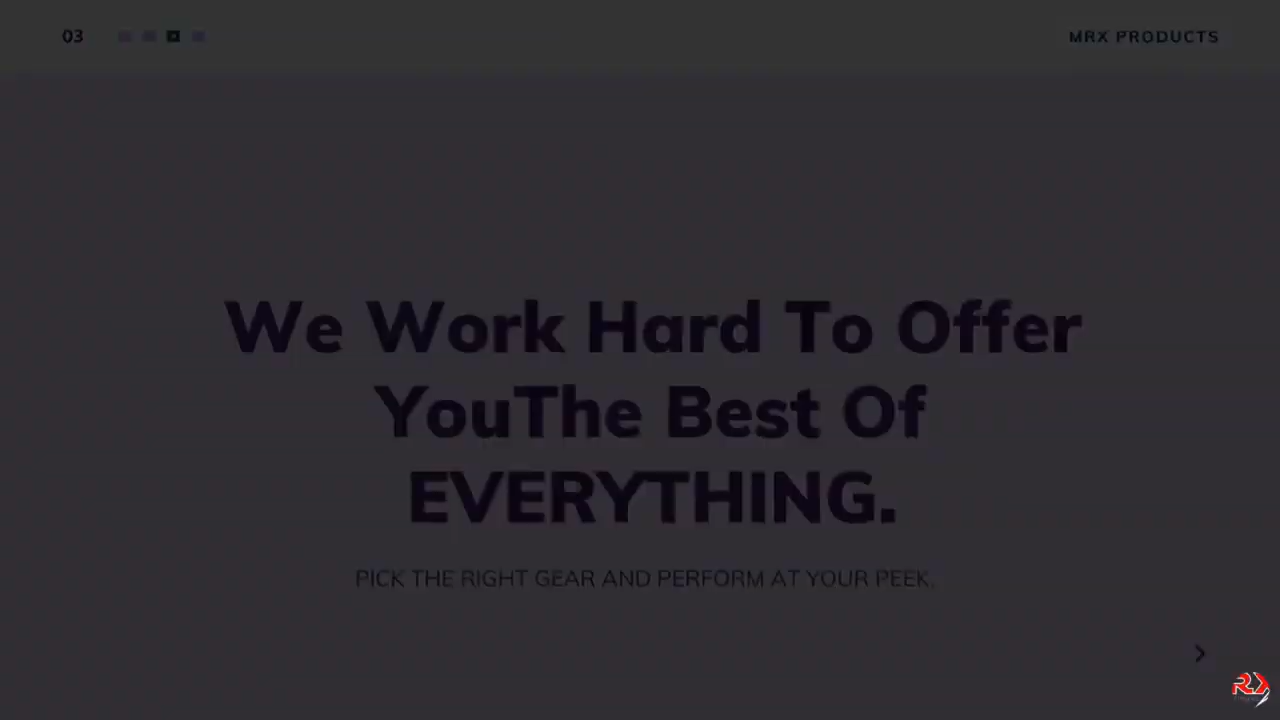 03
MRX PRODUCTS
We Work Hard To Offer
YouThe Best Of
EVERYTHING.
PICK THE RIGHT GEAR AND PERFORM AT YOUR PEEK.
RX